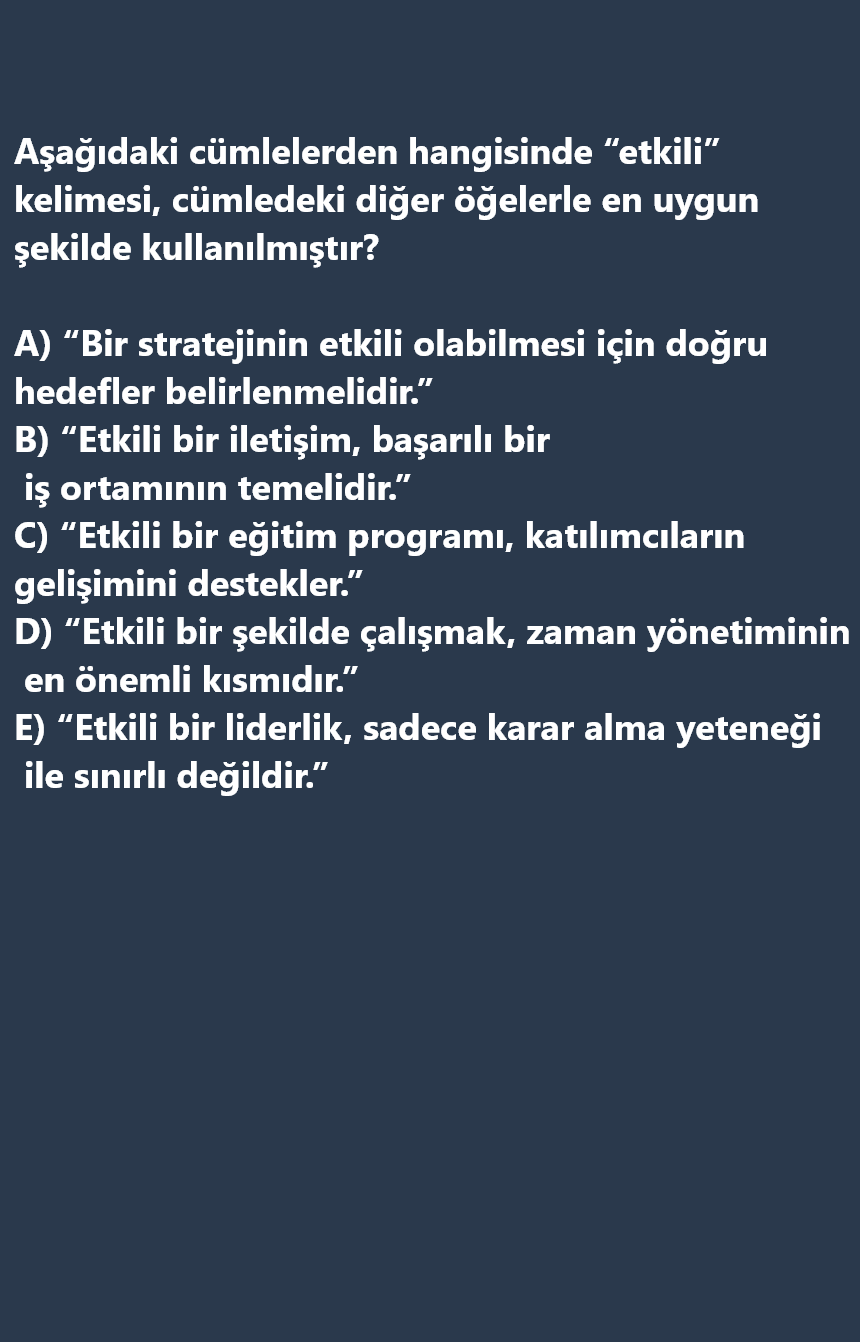 Aşağıdaki cümlelerden hangisinde “etkili”
kelimesi, cümledeki diğer öğelerle en uygun
şekilde kullanılmıştır?
A) “Bir stratejinin etkili olabilmesi için doğru
hedefler belirlenmelidir.”
B) “Etkili bir iletişim, başarılı bir
iş ortamının temelidir.”
C) “Etkili bir eğitim programı, katılımcıların
gelişimini destekler.”
D) “Etkili bir şekilde çalışmak, zaman yönetiminin
en önemli kısmıdır.”
E) “Etkili bir liderlik, sadece karar alma yeteneği
ile sınırlı değildir.”